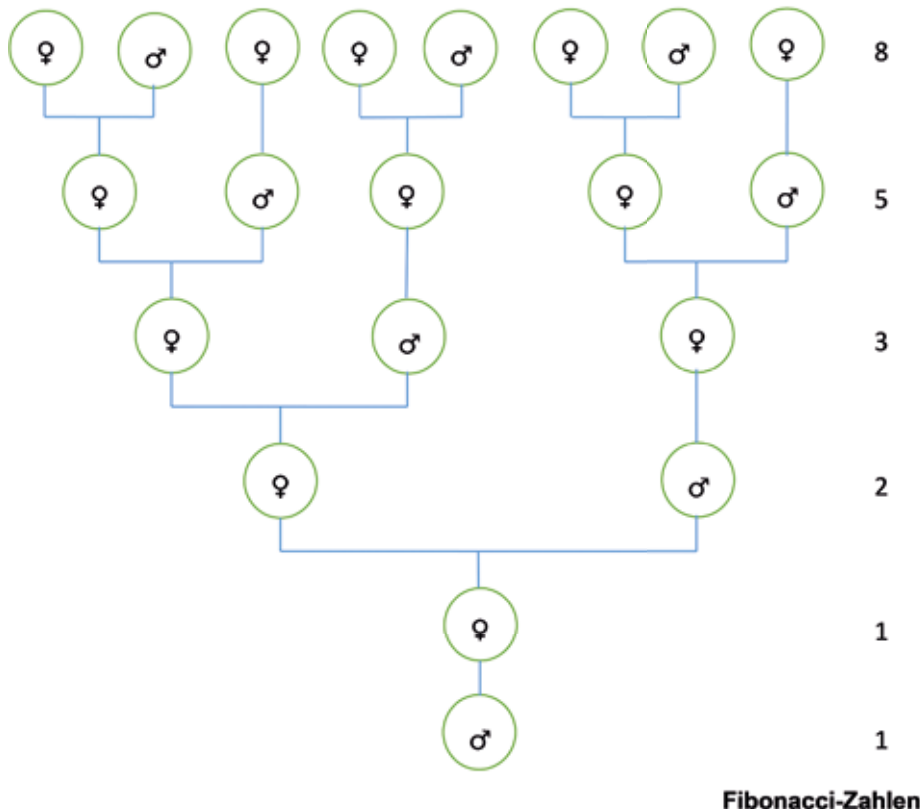 ♀ ♂ ♀ ♀ ♂ ♀ ♂ ♀ 8
♀ ♂ ♀ ♀ ♂ 5
♀ ♂ ♀ 3
♀ ♂ 2
♀ 1
♂ 1
Fibonacci-Zahlen